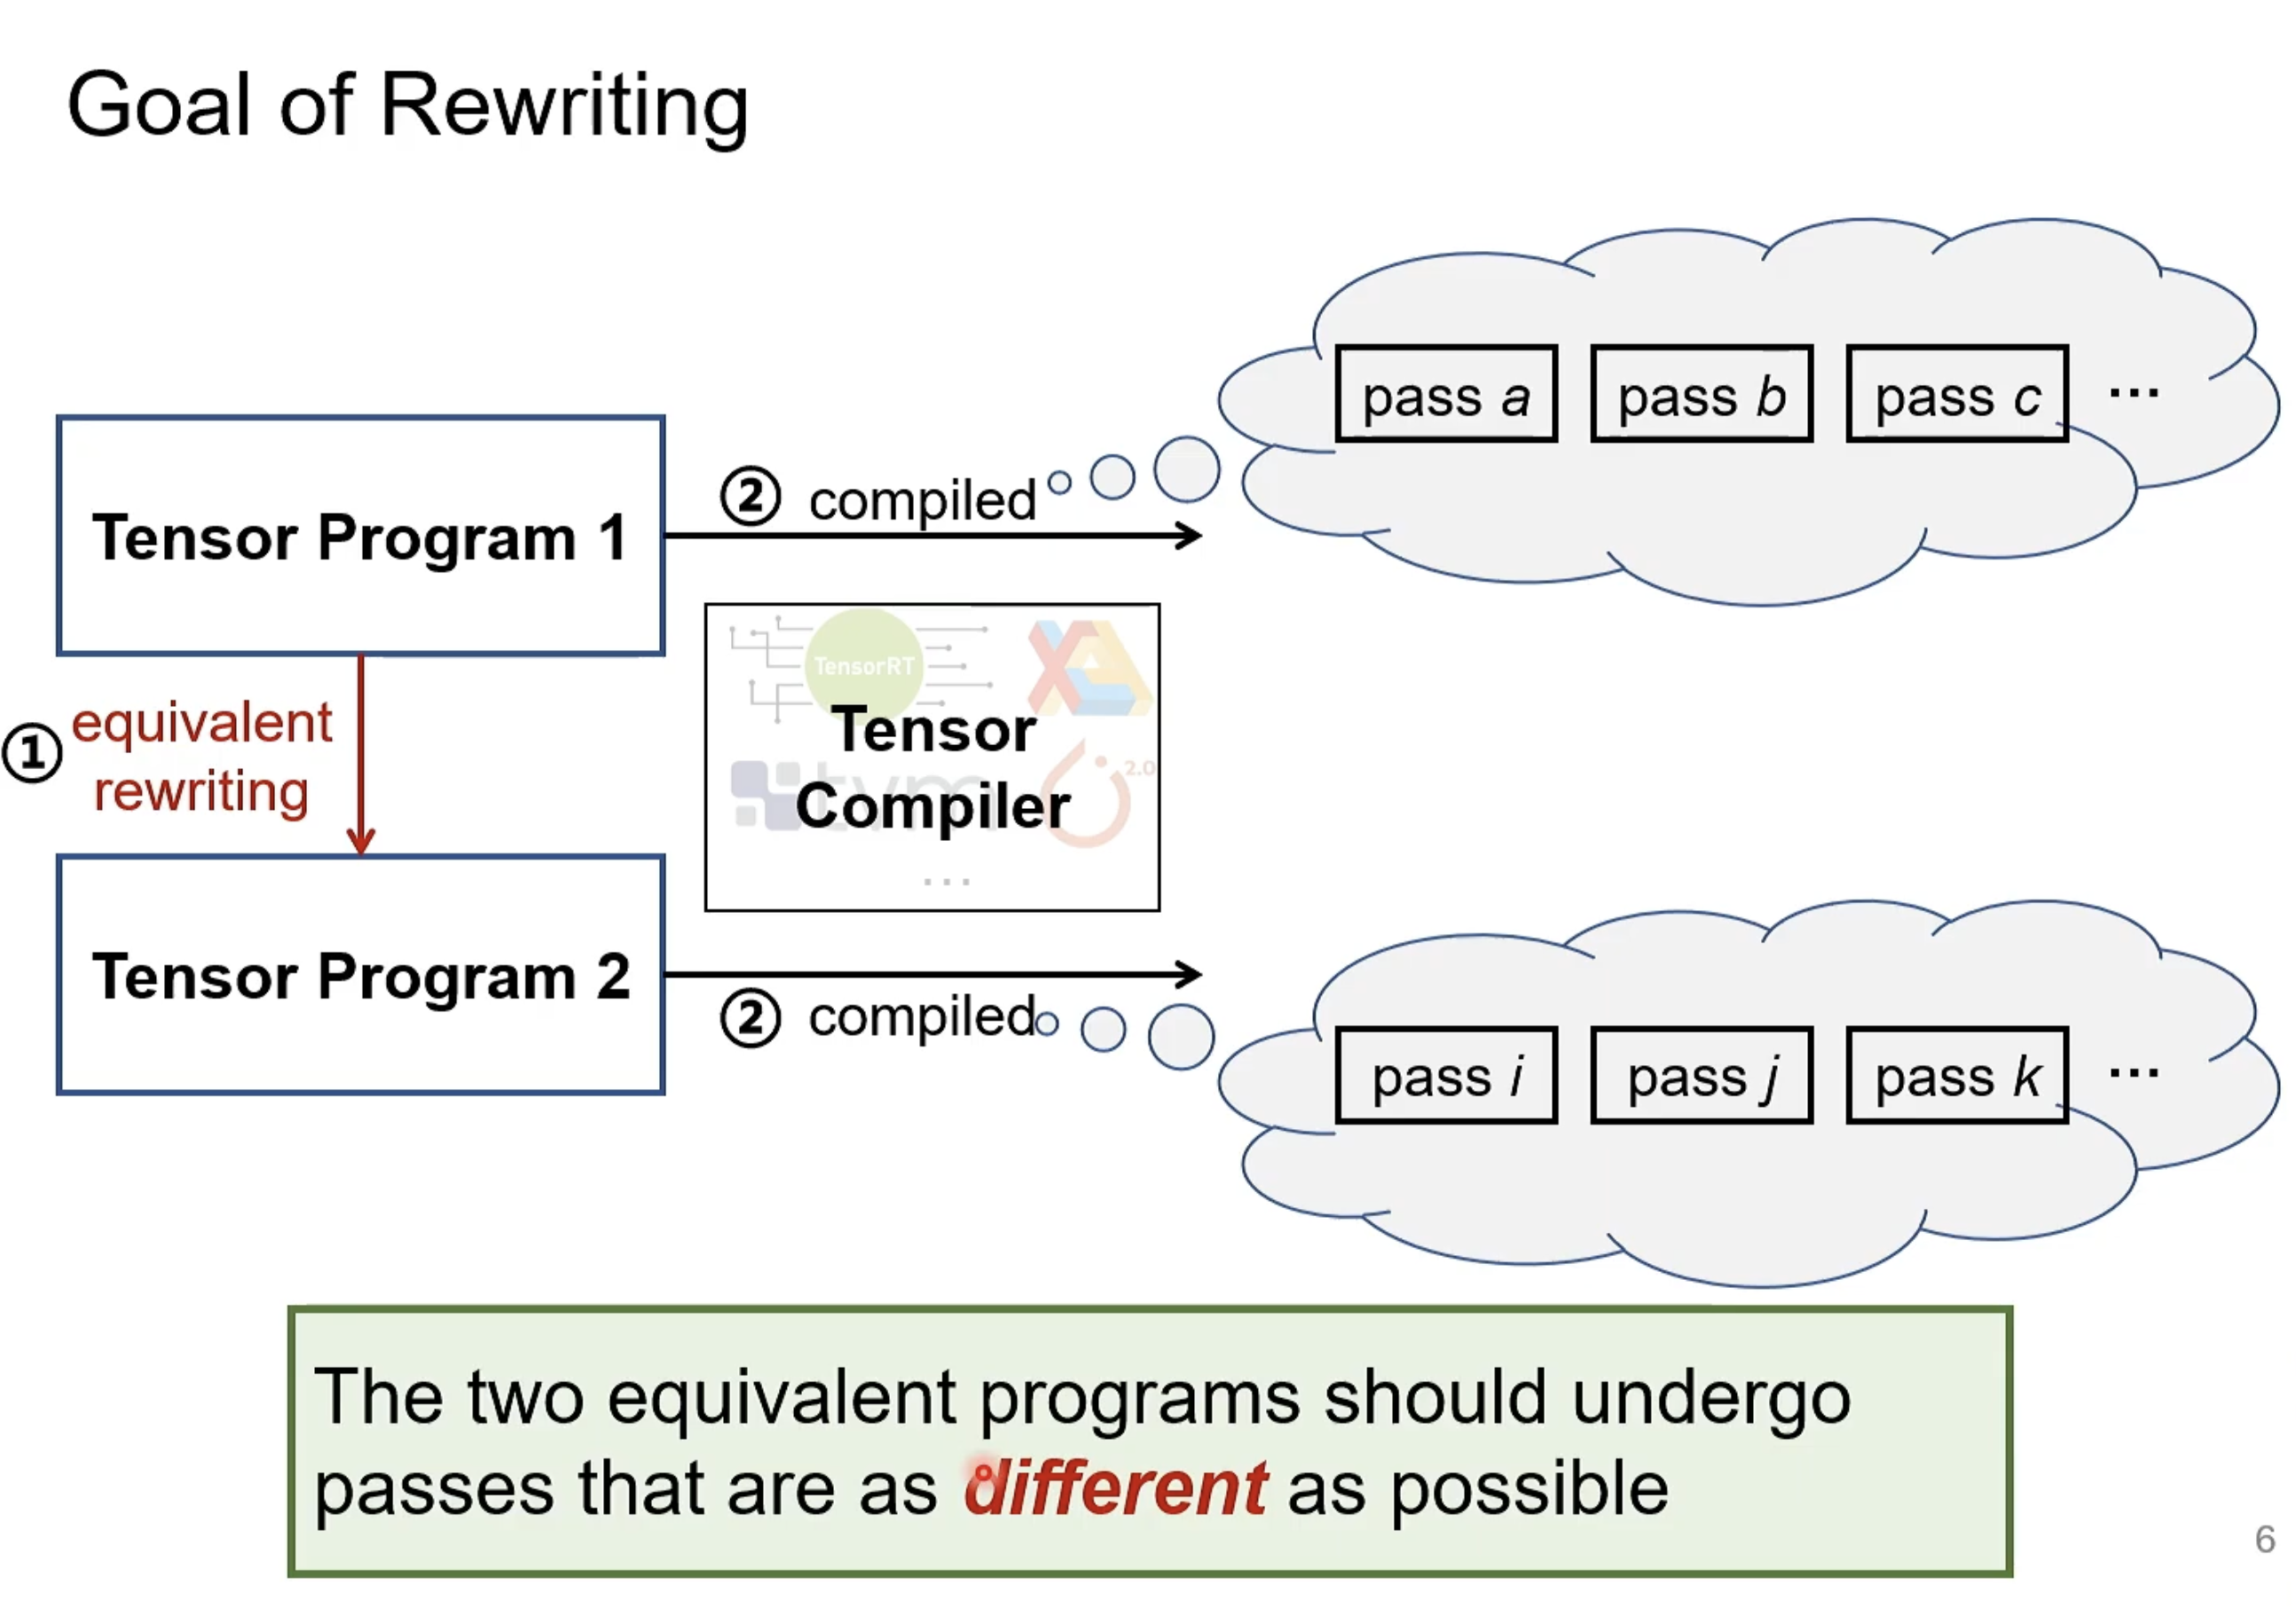 Goal of Rewriting
pass a
pass b
pass c
...
② compiled
Tensor Program 1
TensorRT
Tensor
① equivalent
rewriting
tvm
2.0
Compiler
...
Tensor Program 2
② compiled
pass i
pass j
pass k
...
The two equivalent programs should undergo
passes that are as different as possible
6